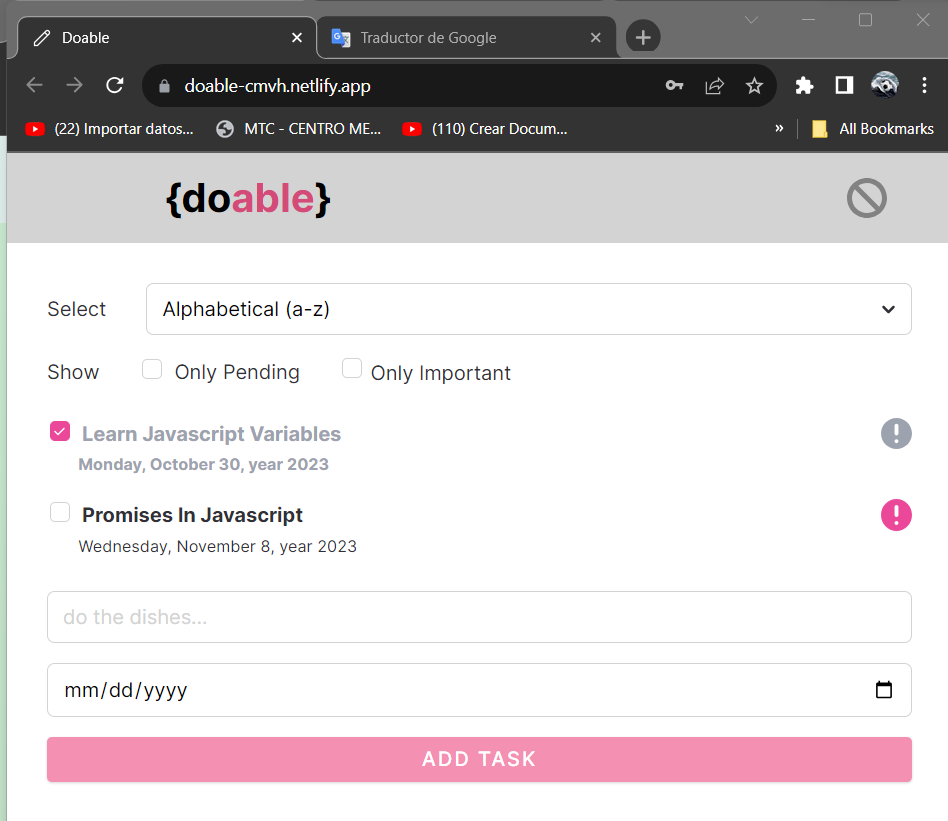 Doable
Traductor de Google
doable-cmvh.netlify.app
(22) Importar datos...
MTC - CENTRO ME...
(110) Crear Docum...
»
All Bookmarks
{doable}
Select
Alphabetical (a-z)
Show
Only Pending
Only Important
Learn Javascript Variables
Monday, October 30, year 2023
Promises In Javascript
Wednesday, November 8, year 2023
do the dishes...
mm/dd/yyyy
ADD TASK